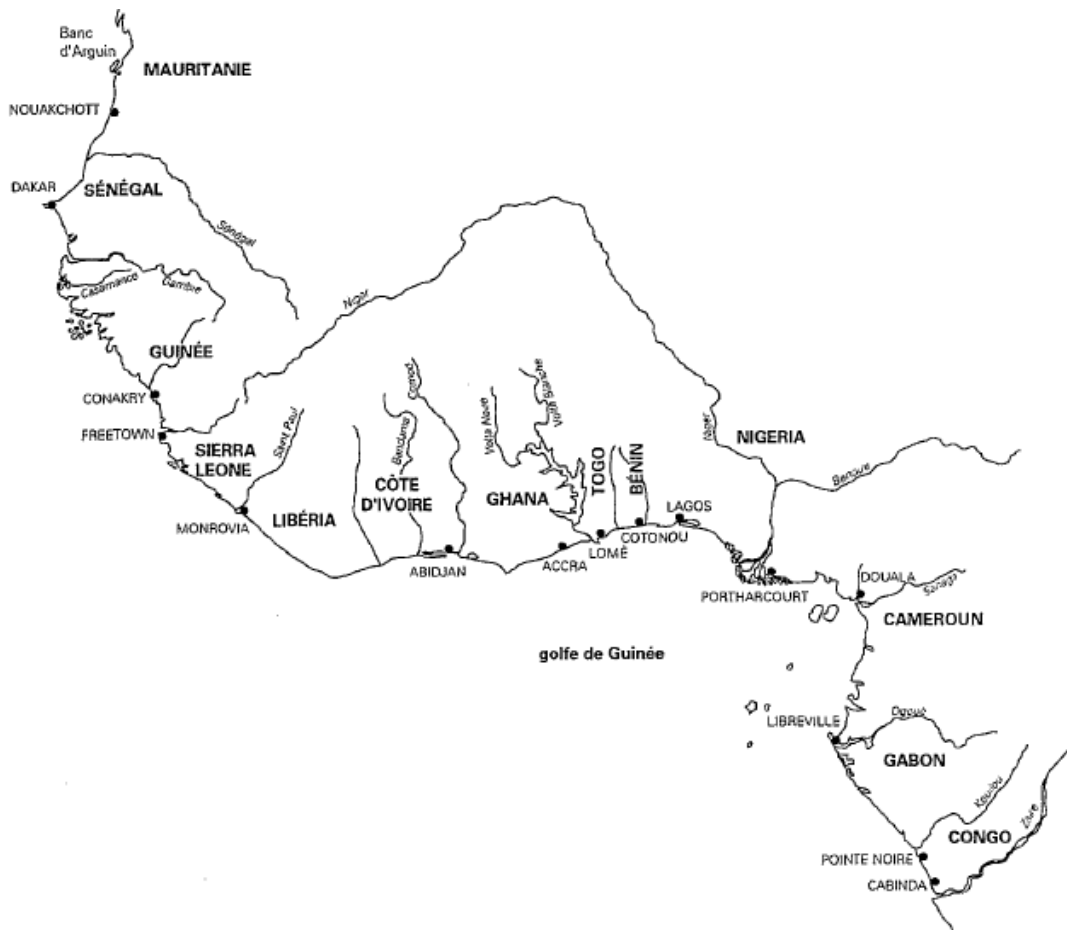 Banc
d'Arguin
MAURITANIE
NOUAKCHOTT
DAKAR
SÉNÉGAL
Sénégal
Casamance
Gambie
Niger
GUINÉE
CONAKRY
FREETOWN
SIERRA
LEONE
Saint Paul
MONROVIA
LIBÉRIA
CÔTE
D'IVOIRE
Bandama
Comoé
ABIDJAN
Volta Noire
Volta Blanche
GHANA
ACCRA
TOGO
LOMÉ
BÉNIN
COTONOU
LAGOS
Niger
NIGERIA
Benoue
PORTHARCOURT
DOUALA
Sanaga
CAMEROUN
golfe de Guinée
LIBREVILLE
Ogoué
GABON
Kouilou
CONGO
Zaïre
POINTE NOIRE
CABINDA